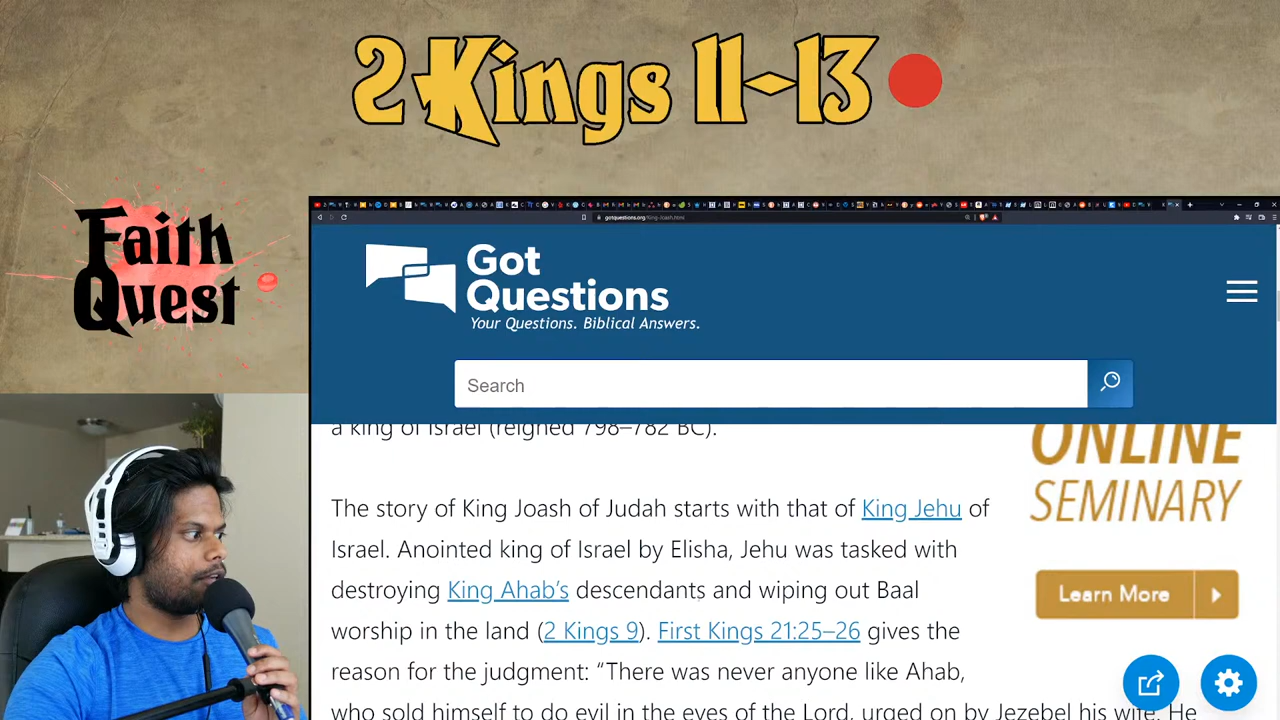 2 Kings 11-13
Faith
Quest
gotquestions.org/King-Joash.html
Got
Questions
Your Questions. Biblical Answers.
Search
a king of Israel (reigned 798–782 BC).
ONLINE
SEMINARY
Learn More
The story of King Joash of Judah starts with that of King Jehu of
Israel. Anointed king of Israel by Elisha, Jehu was tasked with
destroying King Ahab’s descendants and wiping out Baal
worship in the land (2 Kings 9). First Kings 21:25–26 gives the
reason for the judgment: “There was never anyone like Ahab,
who sold himself to do evil in the eyes of the Lord, urged on by Jezebel his wife. He